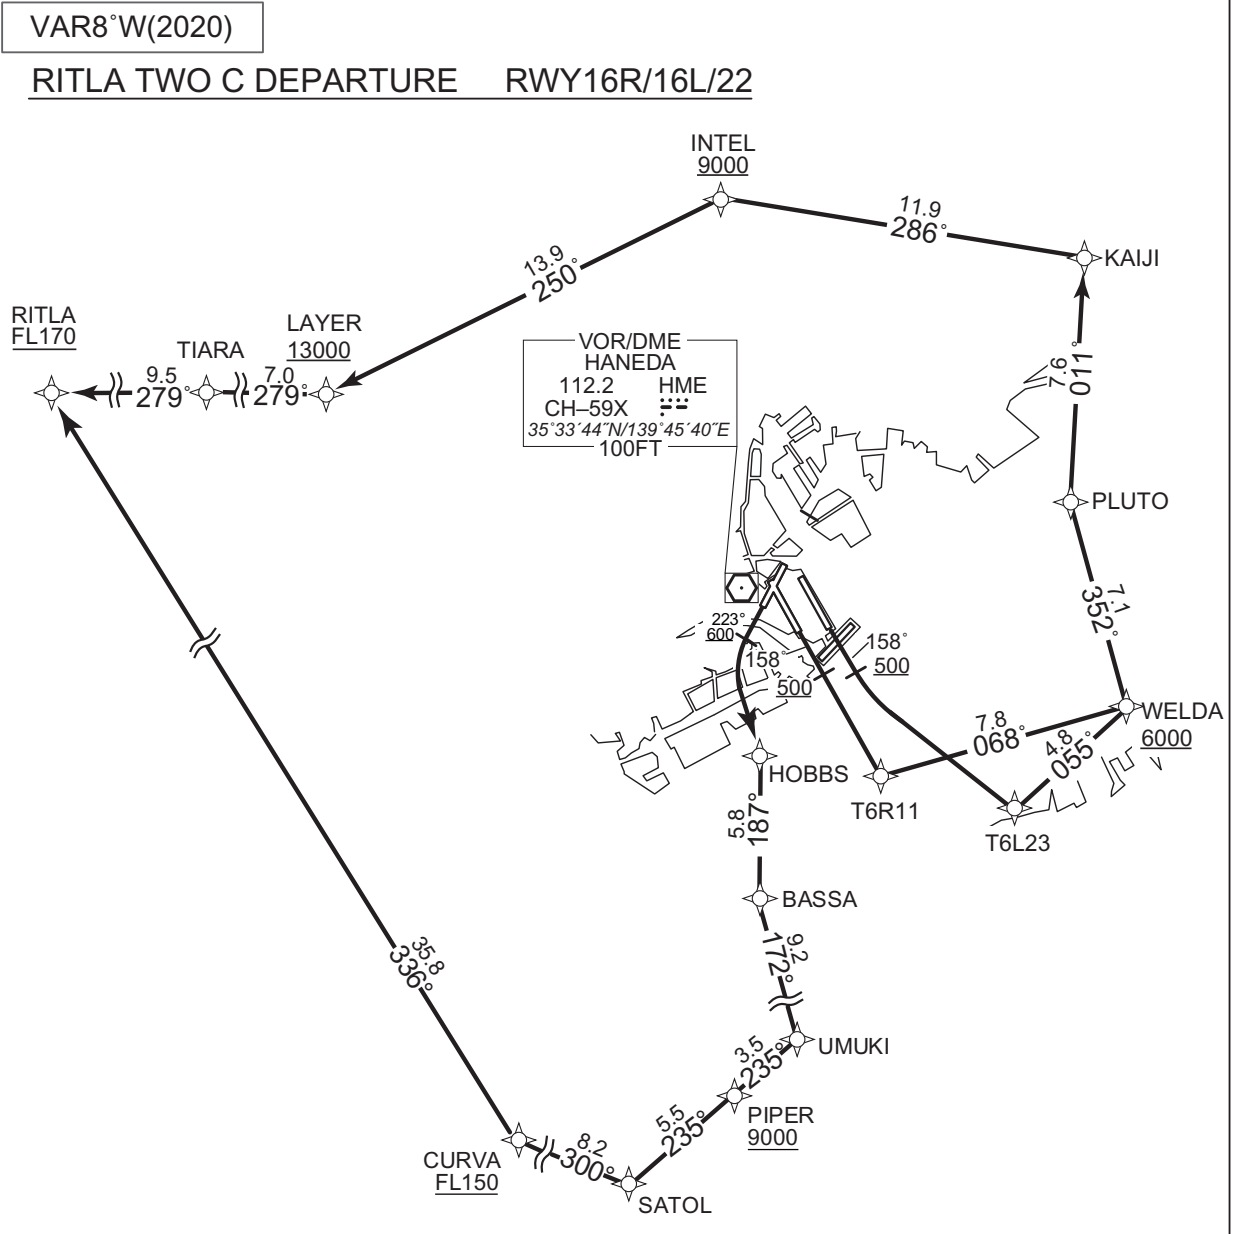 VAR8°W(2020)
RITLA TWO C DEPARTURE RWY16R/16L/22
INTEL
9000
11.9
286°
KAIJI
13.9
250°
RITLA
FL170
TIARA
LAYER
13000
9.5
279°
7.0
279°
VOR/DME
HANEDA
112.2 HME
CH–59X
35°33´44˝N/139°45´40˝E
100FT
7.6
011°
PLUTO
7.1
352°
223°
600
158°
500
158°
500
WELDA
6000
7.8
068°
4.8
055°
HOBBS
T6R11
T6L23
5.8
187°
BASSA
9.2
172°
35.8
336°
UMUKI
3.5
235°
PIPER
9000
5.5
235°
8.2
300°
CURVA
FL150
SATOL